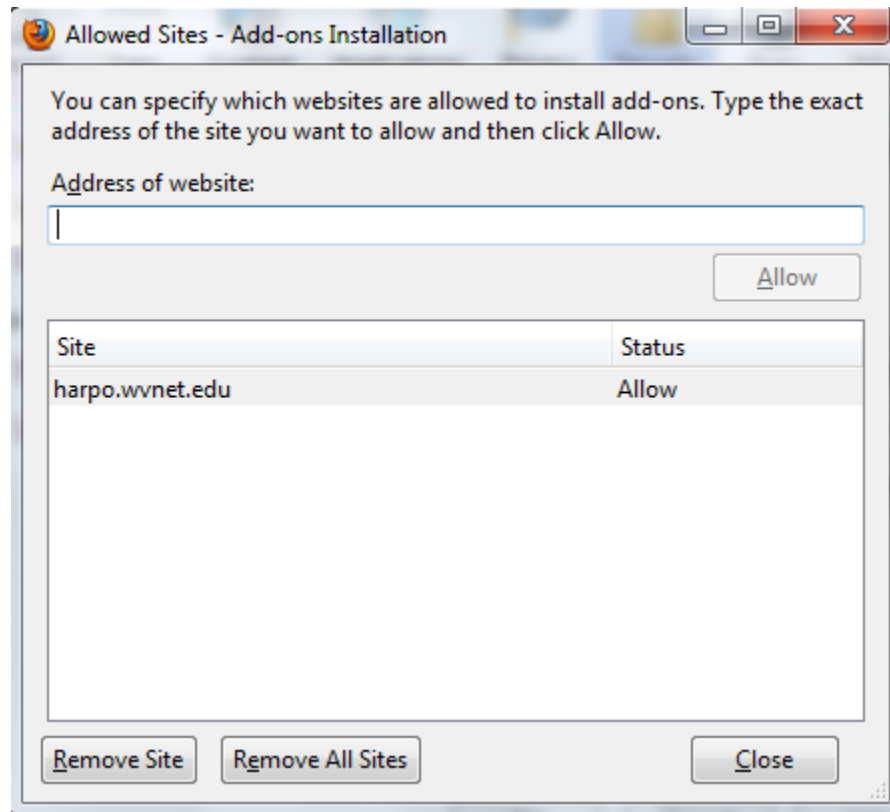 Allowed Sites - Add-ons Installation
You can specify which websites are allowed to install add-ons. Type the exact
address of the site you want to allow and then click Allow.
Address of website:
Allow
Site Status
harpo.wvnet.edu Allow
Remove Site Remove All Sites Close